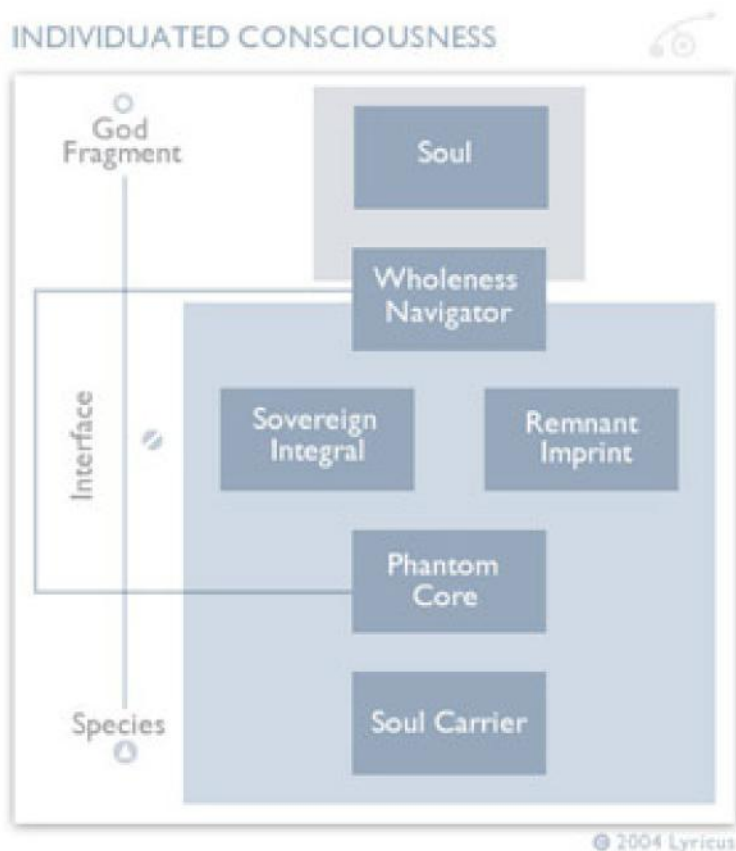 INDIVIDUATED CONSCIOUSNESS
God
Fragment
Soul
Wholeness
Navigator
Interface
Sovereign
Integral
Remnant
Imprint
Phantom
Core
Species
Soul Carrier
© 2004 Lyricus